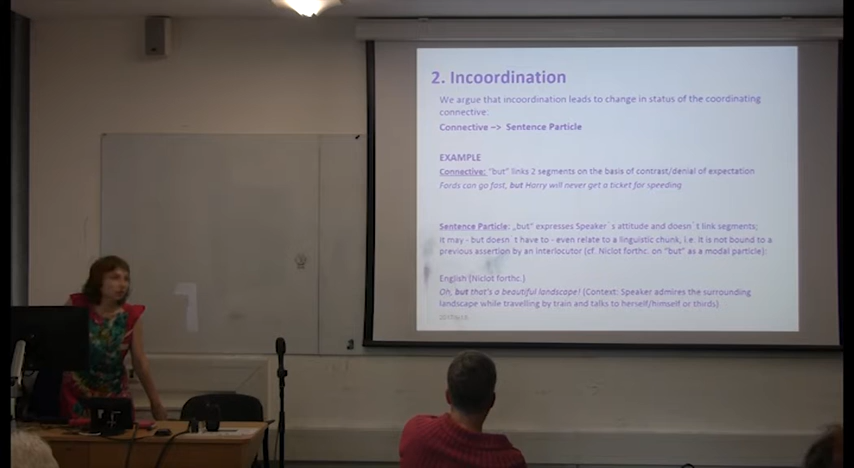 2. Incoordination
We argue that incoordination leads to change in status of the coordinating
connective:
Connective –> Sentence Particle
EXAMPLE
Connective: "but" links 2 segments on the basis of contrast/denial of expectation
Fords can go fast, but Harry will never get a ticket for speeding
Sentence Particle: „but" expresses Speaker`s attitude and doesn`t link segments;
it may - but doesn`t have to - even relate to a linguistic chunk, i.e. It is not bound to a
previous assertion by an interlocutor (cf. Niclot forthc. on "but" as a modal particle):
English (Niclot forthc.)
Oh, but that's a beautiful landscape! (Context: Speaker admires the surrounding
landscape while travelling by train and talks to herself/himself or thirds)